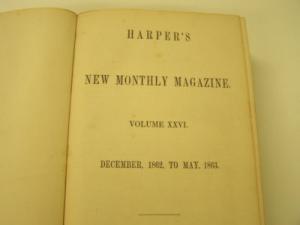 HARPER'S
NEW MONTHLY MAGAZINE.
VOLUME XXVI.
DECEMBER, 1862, TO MAY, 1863.